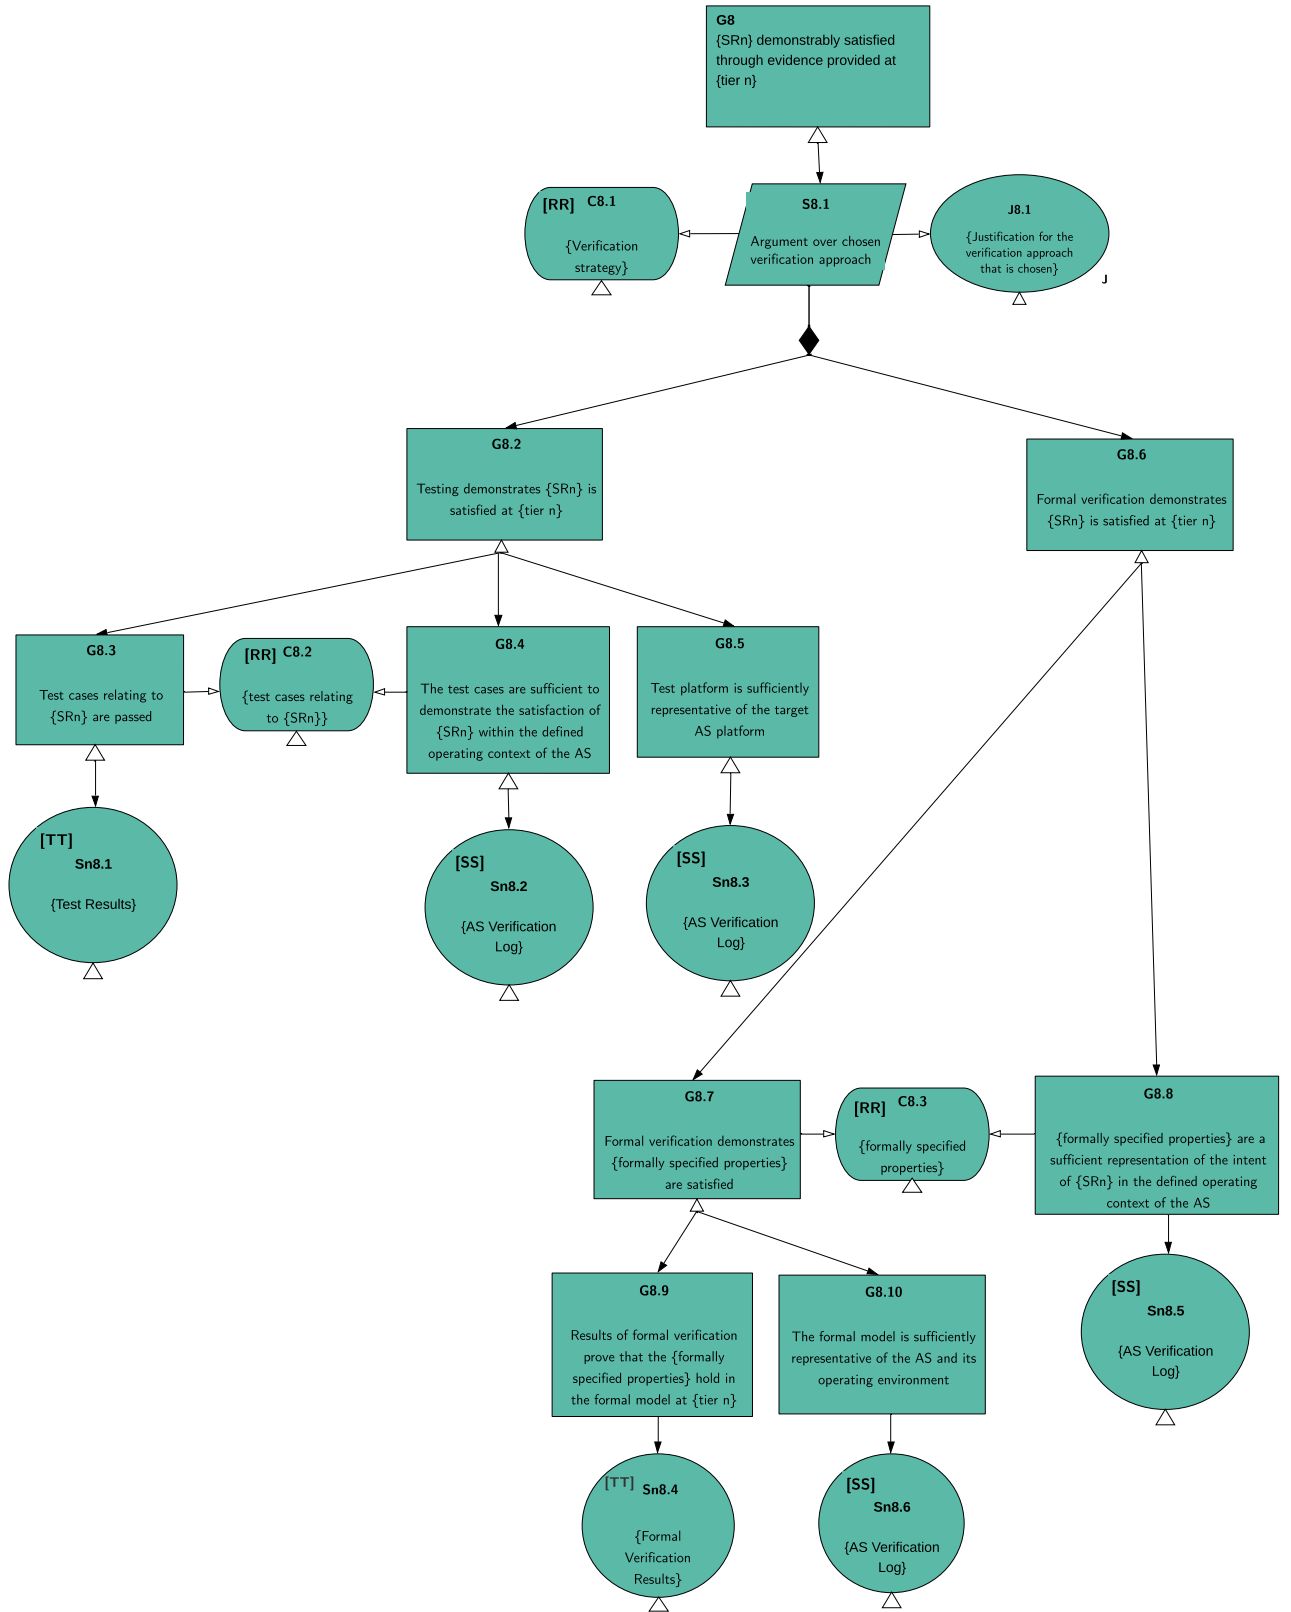 G8
{SRn} demonstrably satisfied
through evidence provided at
{tier n}
[RR] C8.1
{Verification
strategy}
S8.1
Argument over chosen
verification approach
J8.1
{Justification for the
verification approach
that is chosen}
J
G8.2
Testing demonstrates {SRn} is
satisfied at {tier n}
G8.6
Formal verification demonstrates
{SRn} is satisfied at {tier n}
G8.3
Test cases relating to
{SRn} are passed
[RR] C8.2
{test cases relating
to {SRn}}
G8.4
The test cases are sufficient to
demonstrate the satisfaction of
{SRn} within the defined
operating context of the AS
G8.5
Test platform is sufficiently
representative of the target
AS platform
[TT]
Sn8.1
{Test Results}
[SS]
Sn8.2
{AS Verification
Log}
[SS]
Sn8.3
{AS Verification
Log}
G8.7
Formal verification demonstrates
{formally specified properties}
are satisfied
[RR] C8.3
{formally specified
properties}
G8.8
{formally specified properties} are a
sufficient representation of the intent
of {SRn} in the defined operating
context of the AS
G8.9
Results of formal verification
prove that the {formally
specified properties} hold in
the formal model at {tier n}
G8.10
The formal model is sufficiently
representative of the AS and its
operating environment
[SS]
Sn8.5
{AS Verification
Log}
[TT] Sn8.4
{Formal
Verification
Results}
[SS]
Sn8.6
{AS Verification
Log}